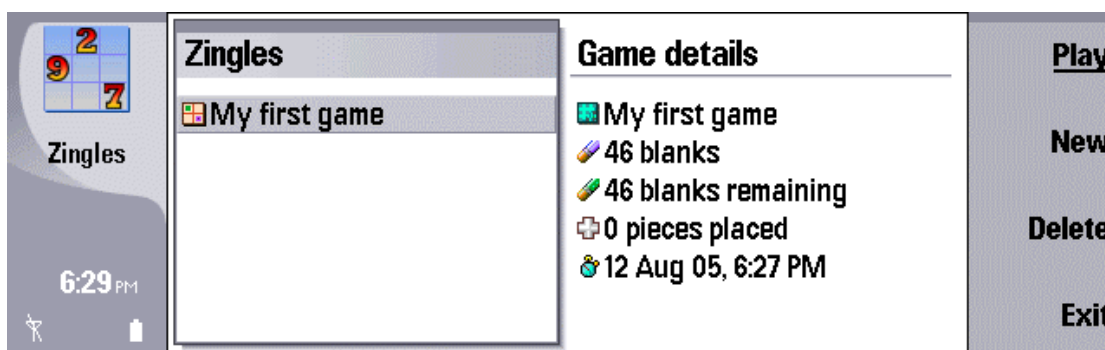 2
9
7
Zingles
6:29 PM
Zingles
My first game
Game details
My first game
46 blanks
46 blanks remaining
0 pieces placed
12 Aug 05, 6:27 PM
Play
New
Delete
Exit